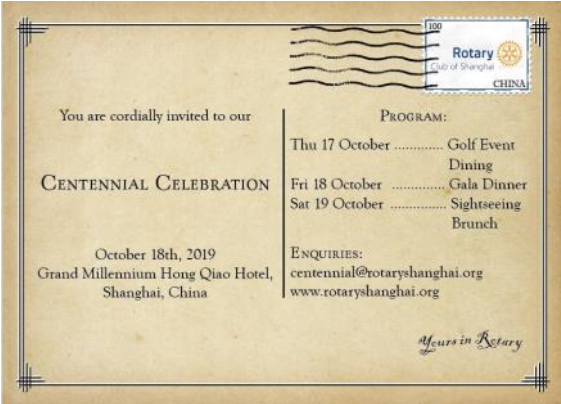 100
Rotary
Club of Shanghai
CHINA
You are cordially invited to our
CENTENNIAL CELEBRATION
October 18th, 2019
Grand Millennium Hong Qiao Hotel,
Shanghai, China
PROGRAM:
Thu 17 October ............. Golf Event
Dining
Fri 18 October .............. Gala Dinner
Sat 19 October ............... Sightseeing
Brunch
ENQUIRIES:
centennial@rotaryshanghai.org
www.rotaryshanghai.org
Yours in Rotary